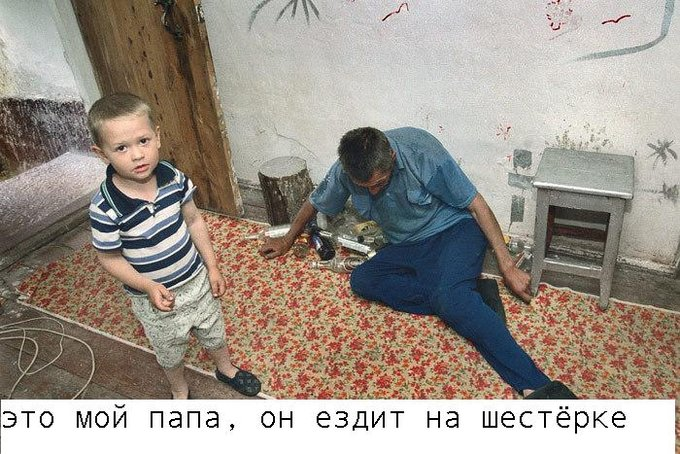 это мой папа, он ездит на шестёрке